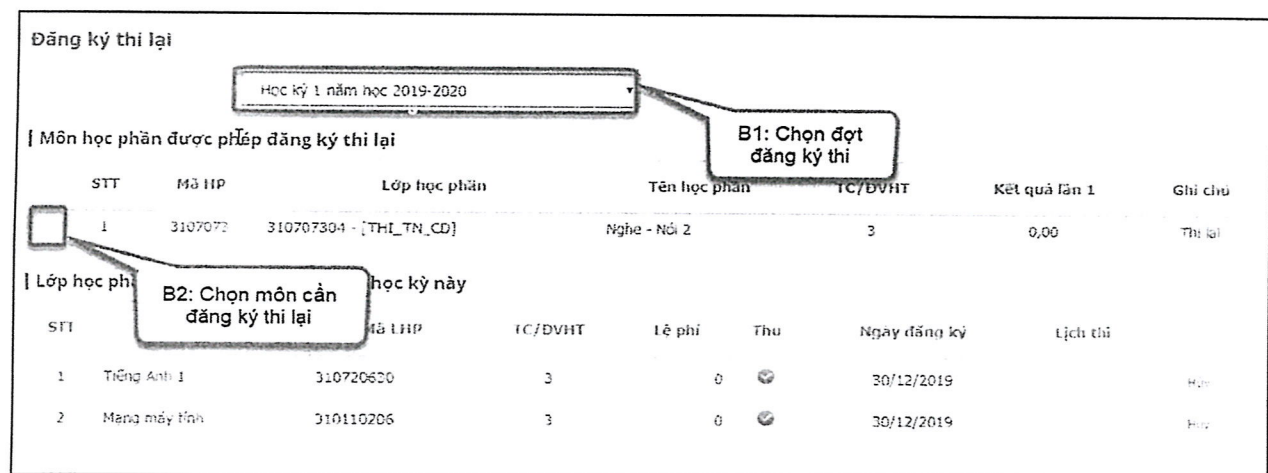 Đăng ký thi lại
Học kỳ 1 năm học 2019-2020
B1: Chọn đợt
đăng ký thi
| Môn học phần được phép đăng ký thi lại
STT Mã HP Lớp học phần Tên học phần TC/ĐVHT Kết quả lần 1 Ghi chú
1 3107073 310707304 - [THI_TN_CD] Nghe - Nói 2 3 0,00 Thi lại
B2: Chọn môn cần
đăng ký thi lại
| Lớp học ph học kỳ này
STT Mã LHP TC/ĐVHT Lệ phí Thu Ngày đăng ký Lịch thi
1 Tiếng Anh 1 310720630 3 0 30/12/2019 Hủy
2 Mạng máy tính 310110206 3 0 30/12/2019 Hủy